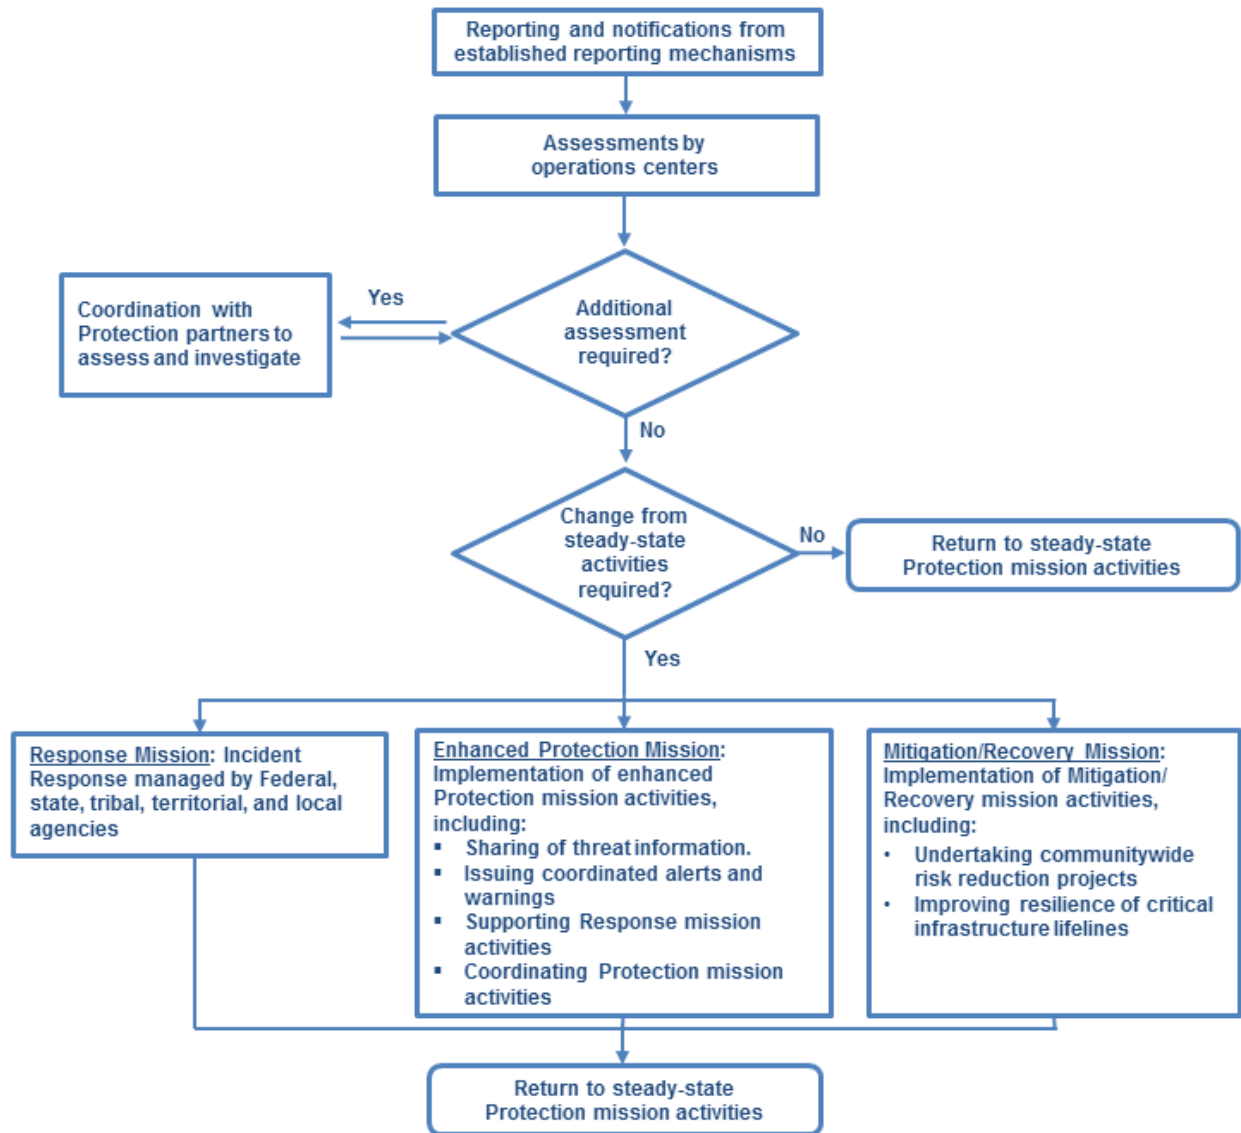 Reporting and notifications from
established reporting mechanisms
Assessments by
operations centers
Additional
assessment
required?
Yes
Coordination with
Protection partners to
assess and investigate
No
Change from
steady-state
activities
required?
No
Return to steady-state
Protection mission activities
Yes
Response Mission: Incident
Response managed by Federal,
state, tribal, territorial, and local
agencies
Enhanced Protection Mission:
Implementation of enhanced
Protection mission activities,
including:
▪ Sharing of threat information.
▪ Issuing coordinated alerts and
warnings
▪ Supporting Response mission
activities
▪ Coordinating Protection mission
activities
Mitigation/Recovery Mission:
Implementation of Mitigation/
Recovery mission activities,
including:
• Undertaking communitywide
risk reduction projects
• Improving resilience of critical
infrastructure lifelines
Return to steady-state
Protection mission activities